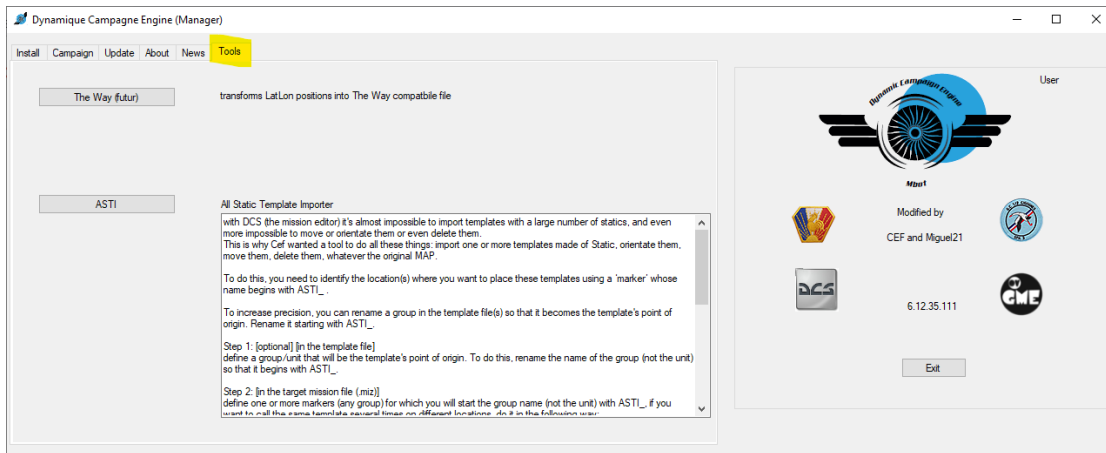 Dynamique Campagne Engine (Manager)
Install Campaign Update About News Tools
The Way (futur)
transforms LatLon positions into The Way compatbile file
ASTI
All Static Template Importer
with DCS (the mission editor) it's almost impossible to import templates with a large number of statics, and even
more impossible to move or orientate them or even delete them.
This is why Cef wanted a tool to do all these things: import one or more templates made of Static, orientate them,
move them, delete them, whatever the original MAP.
To do this, you need to identify the location(s) where you want to place these templates using a 'marker' whose
name begins with ASTI_ .
To increase precision, you can rename a group in the template file(s) so that it becomes the template's point of
origin. Rename it starting with ASTI_.
Step 1: [optional] [in the template file]
define a group/unit that will be the template's point of origin. To do this, rename the name of the group (not the unit)
so that it begins with ASTI_.
Step 2: [in the target mission file (.miz)]
define one or more markers (any group) for which you will start the group name (not the unit) with ASTI_, if you
want to call the same template several times on different locations, do it in the following way:
User
Dynamic Campaign Engine
Mbot
Modified by
CEF and Miguel21
DCS
6.12.35.111
OV
GME
Exit